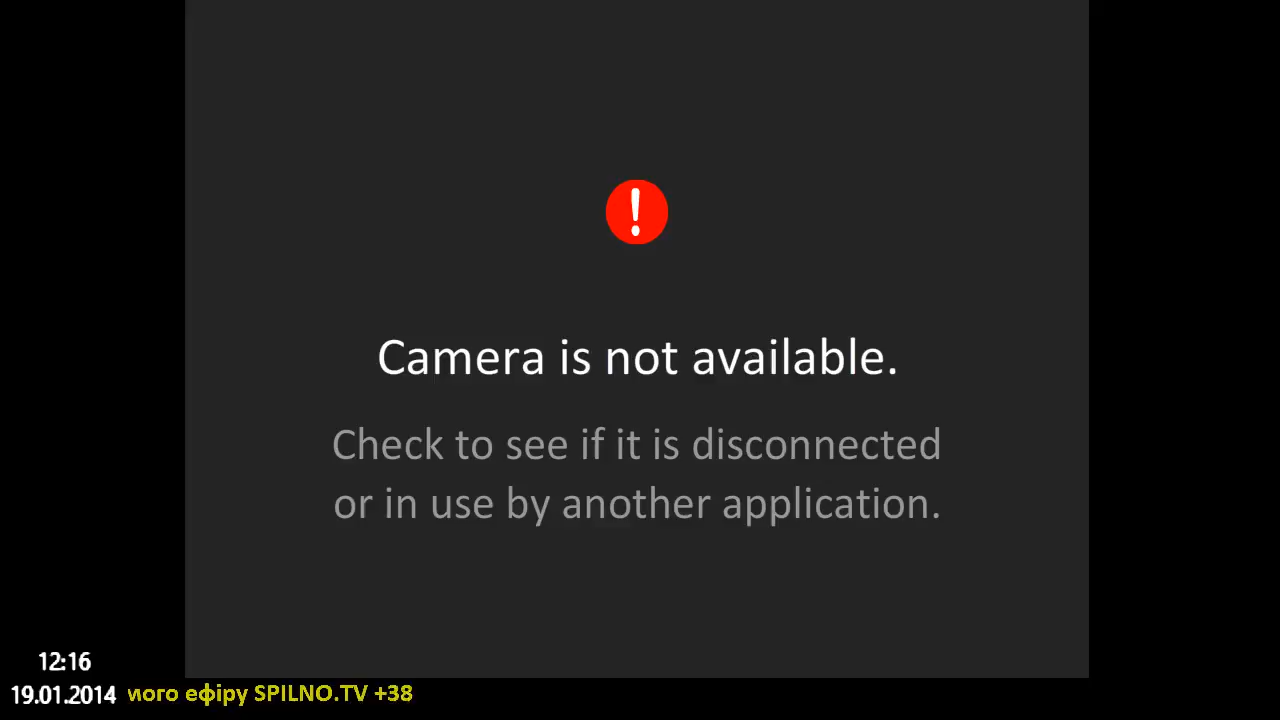 Camera is not available.
Check to see if it is disconnected
or in use by another application.
12:16
19.01.2014 ефіру SPILNO.TV +38